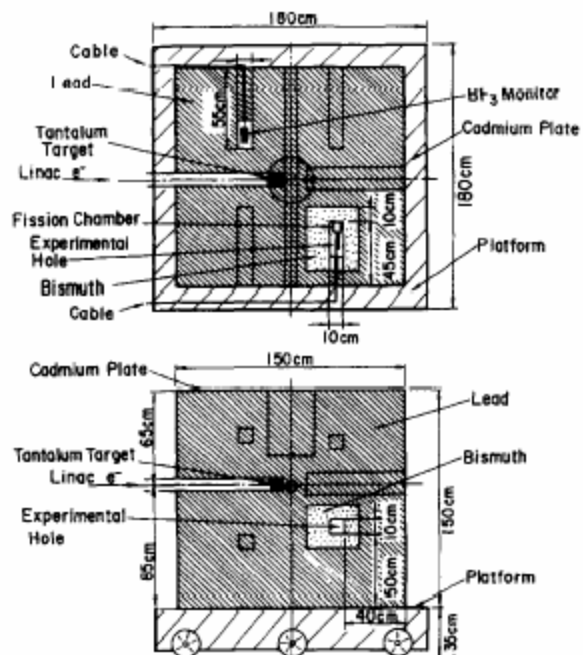 180cm
Cable
Lead
55cm
BF₃ Monitor
Tantalum
Target
Cadmium Plate
Linac e⁻
180cm
Fission Chamber
10cm
Experimental
Hole
45cm
Platform
Bismuth
Cable
10cm
150cm
Cadmium Plate
Lead
65cm
Tantalum Target
Bismuth
Linac e⁻
Experimental
Hole
10cm
150cm
50cm
85cm
Platform
40cm
35cm